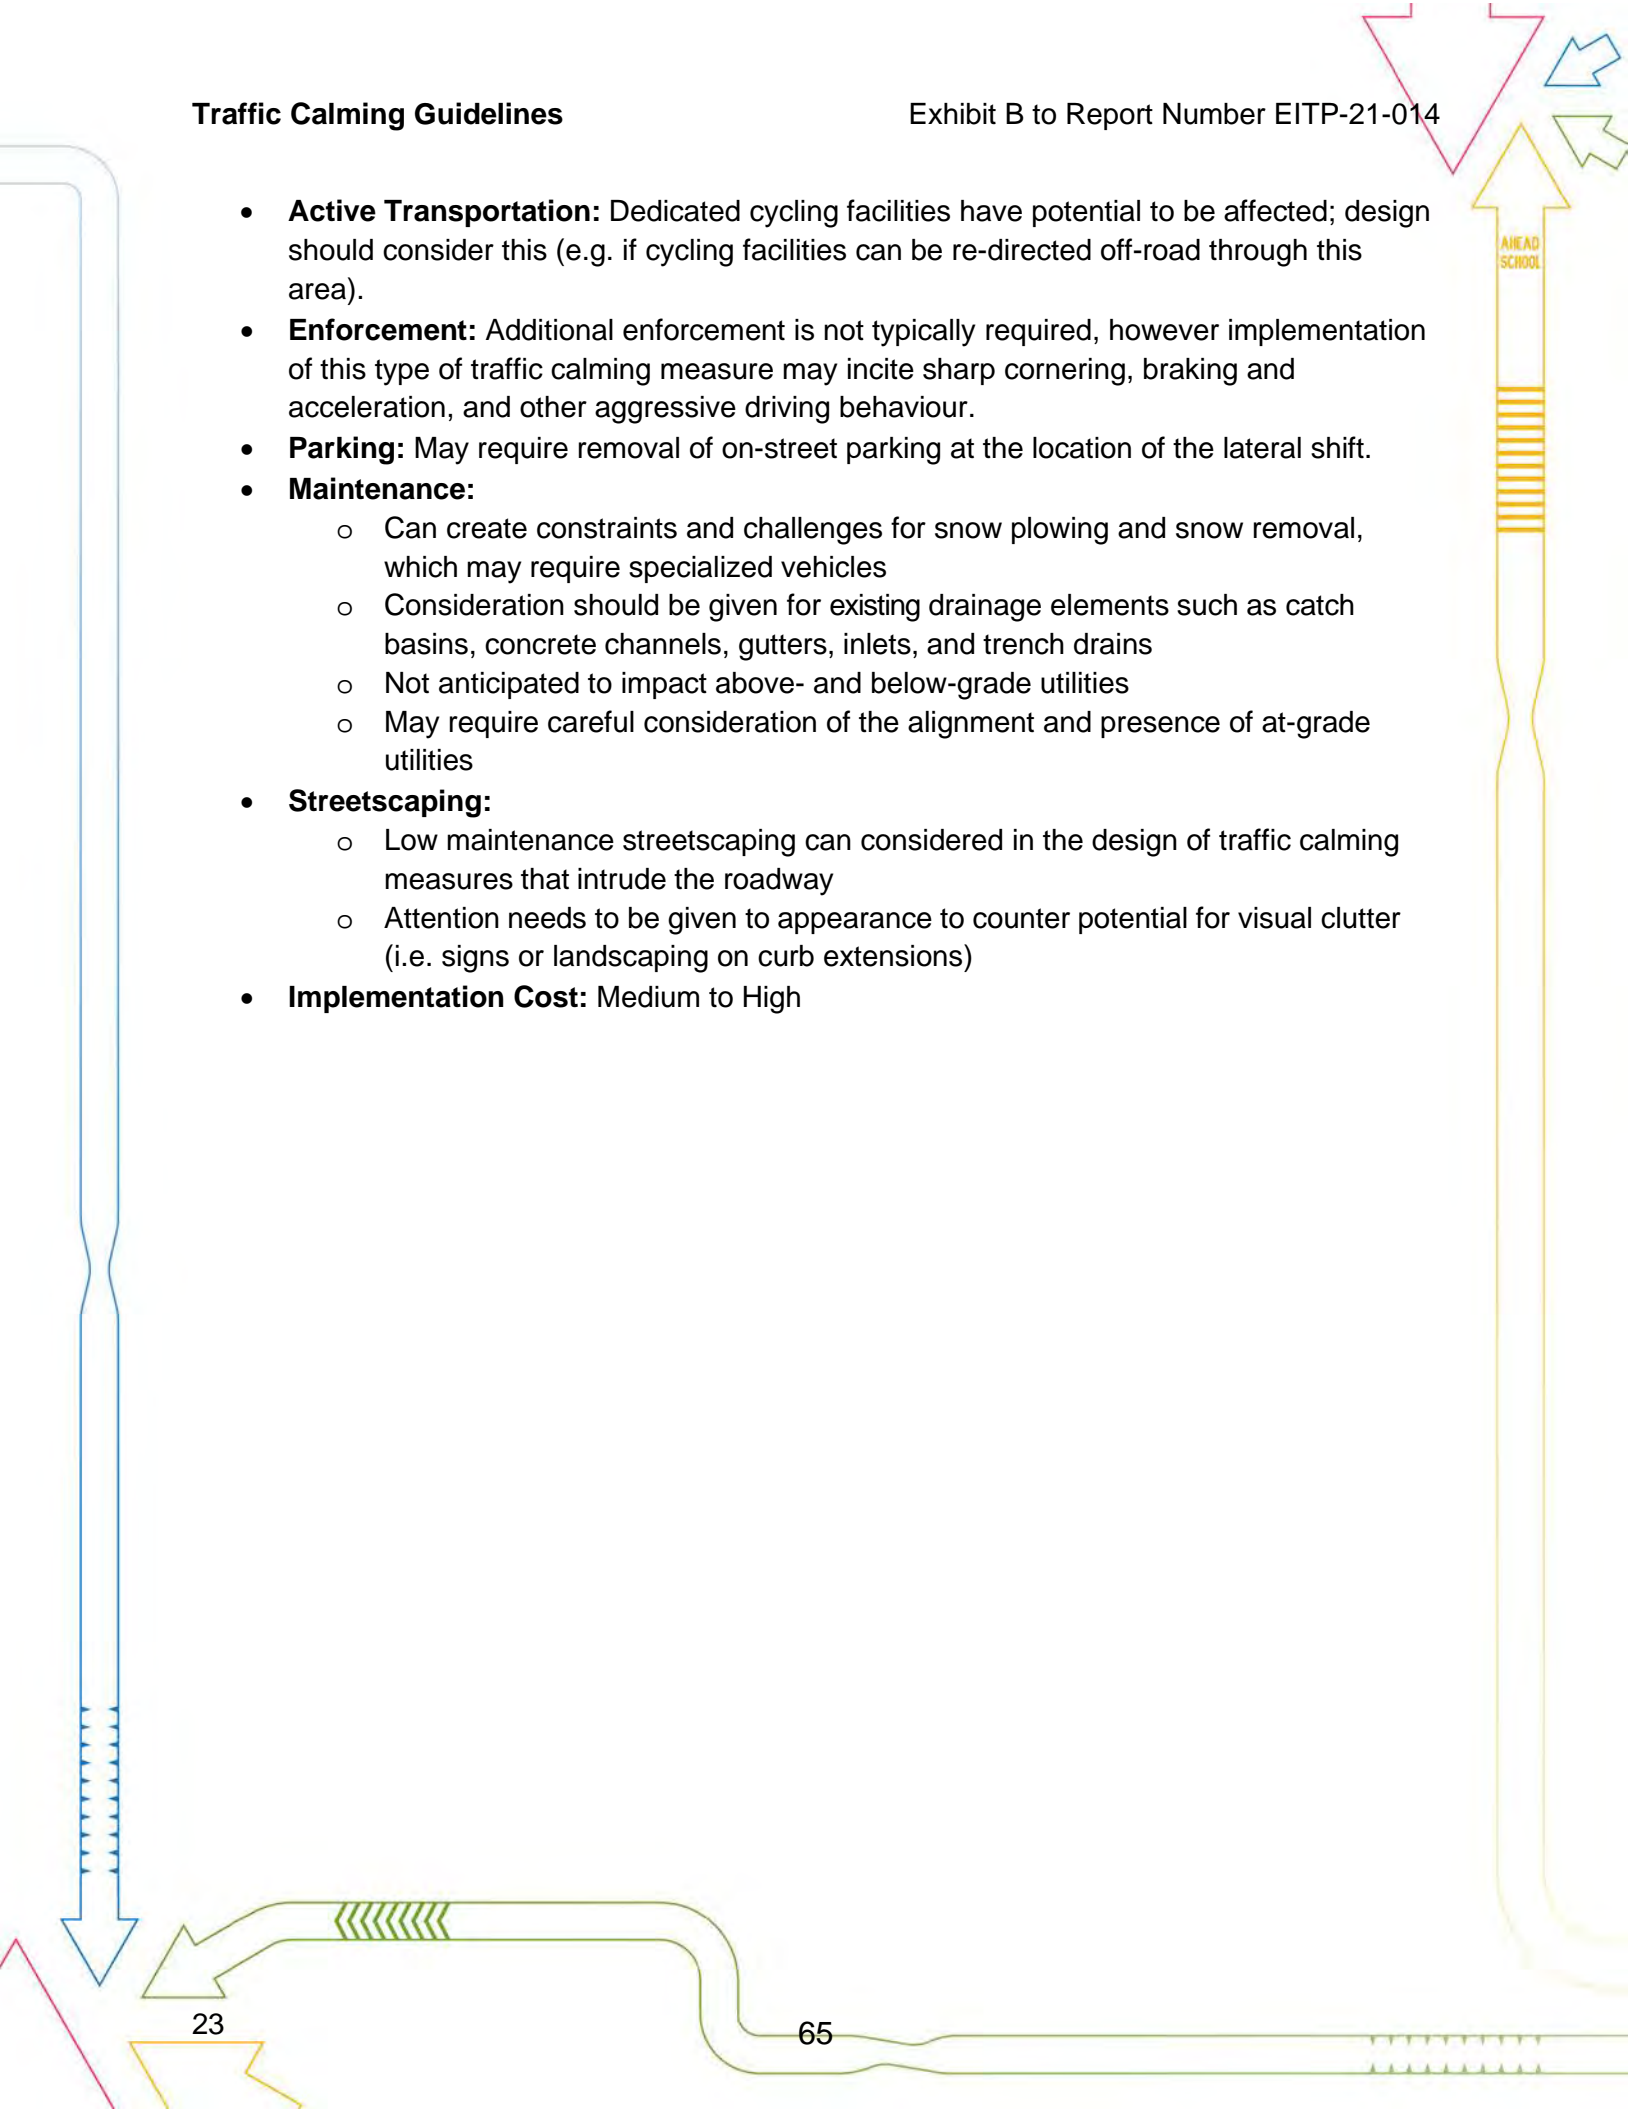 Traffic Calming Guidelines Exhibit B to Report Number EITP-21-014
AHEAD
SCHOOL
• Active Transportation: Dedicated cycling facilities have potential to be affected; design
should consider this (e.g. if cycling facilities can be re-directed off-road through this
area).
• Enforcement: Additional enforcement is not typically required, however implementation
of this type of traffic calming measure may incite sharp cornering, braking and
acceleration, and other aggressive driving behaviour.
• Parking: May require removal of on-street parking at the location of the lateral shift.
• Maintenance:
o Can create constraints and challenges for snow plowing and snow removal,
which may require specialized vehicles
o Consideration should be given for existing drainage elements such as catch
basins, concrete channels, gutters, inlets, and trench drains
o Not anticipated to impact above- and below-grade utilities
o May require careful consideration of the alignment and presence of at-grade
utilities
• Streetscaping:
o Low maintenance streetscaping can considered in the design of traffic calming
measures that intrude the roadway
o Attention needs to be given to appearance to counter potential for visual clutter
(i.e. signs or landscaping on curb extensions)
• Implementation Cost: Medium to High
23
65